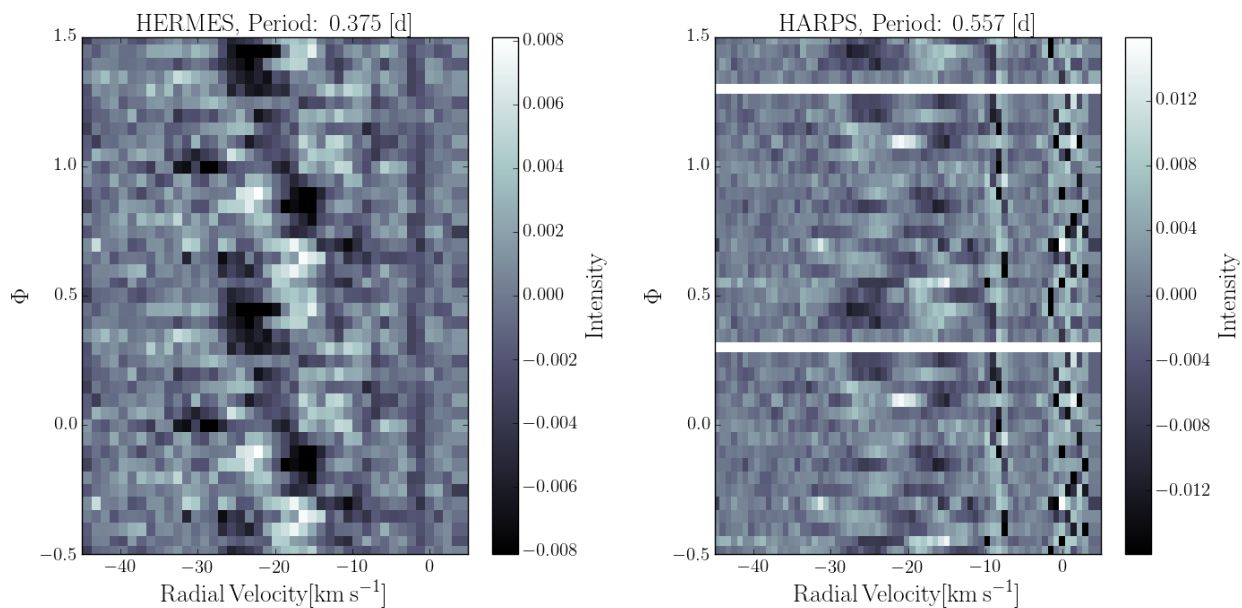 HERMES, Period: 0.375 [d]
1.5
1.0
0.5
0.0
−0.5
Φ
−40 −30 −20 −10 0
Radial Velocity[km s⁻¹]
0.008
0.006
0.004
0.002
0.000
−0.002
−0.004
−0.006
−0.008
Intensity
HARPS, Period: 0.557 [d]
1.5
1.0
0.5
0.0
−0.5
Φ
−40 −30 −20 −10 0
Radial Velocity[km s⁻¹]
0.012
0.008
0.004
0.000
−0.004
−0.008
−0.012
Intensity